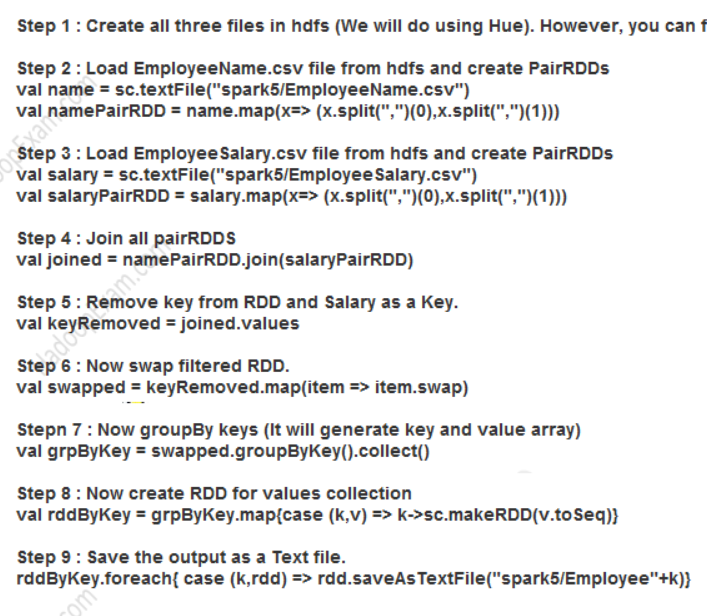 Step 1 : Create all three files in hdfs (We will do using Hue). However, you can f
Step 2 : Load EmployeeName.csv file from hdfs and create PairRDDs
val name = sc.textFile("spark5/EmployeeName.csv")
val namePairRDD = name.map(x=> (x.split(",")(0),x.split(",")(1)))
Step 3 : Load EmployeeSalary.csv file from hdfs and create PairRDDs
val salary = sc.textFile("spark5/EmployeeSalary.csv")
val salaryPairRDD = salary.map(x=> (x.split(",")(0),x.split(",")(1)))
Step 4 : Join all pairRDDS
val joined = namePairRDD.join(salaryPairRDD)
Step 5 : Remove key from RDD and Salary as a Key.
val keyRemoved = joined.values
Step 6 : Now swap filtered RDD.
val swapped = keyRemoved.map(item => item.swap)
Stepn 7 : Now groupBy keys (It will generate key and value array)
val grpByKey = swapped.groupByKey().collect()
Step 8 : Now create RDD for values collection
val rddByKey = grpByKey.map{case (k,v) => k->sc.makeRDD(v.toSeq)}
Step 9 : Save the output as a Text file.
rddByKey.foreach{ case (k,rdd) => rdd.saveAsTextFile("spark5/Employee"+k)}